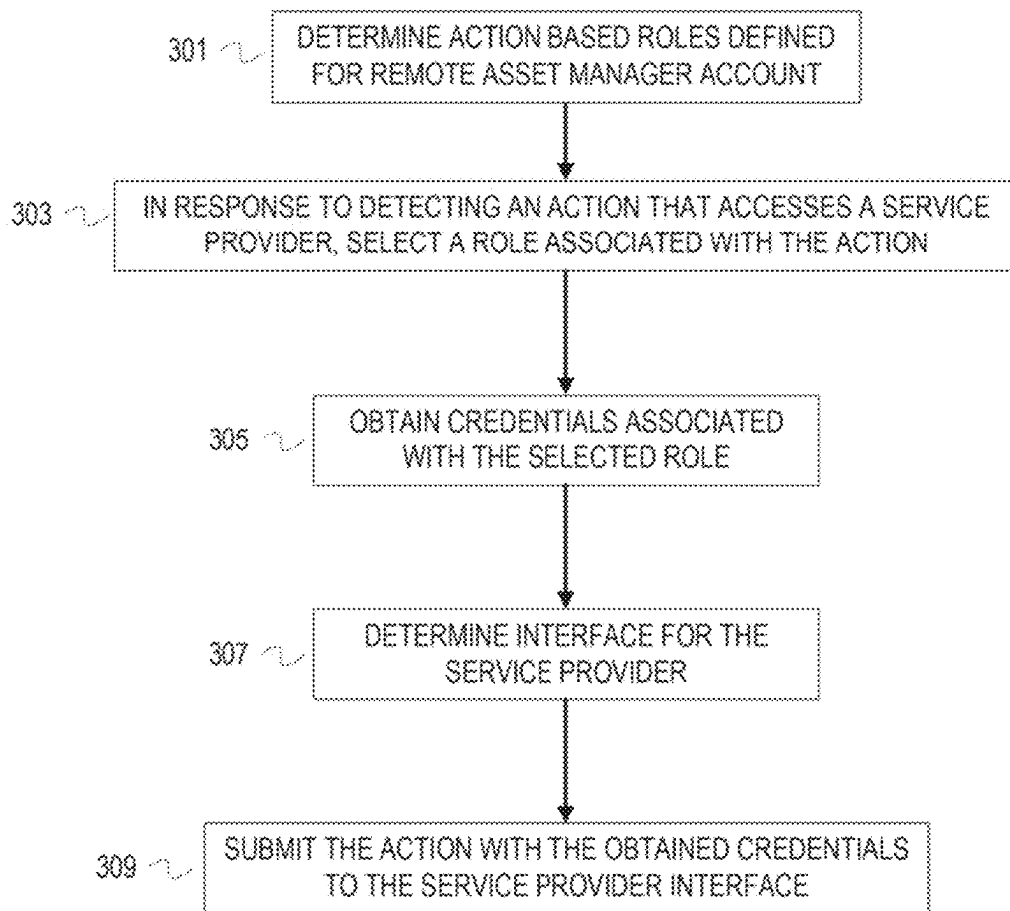 301
DETERMINE ACTION BASED ROLES DEFINED
FOR REMOTE ASSET MANAGER ACCOUNT
303
IN RESPONSE TO DETECTING AN ACTION THAT ACCESSES A SERVICE
PROVIDER, SELECT A ROLE ASSOCIATED WITH THE ACTION
305
OBTAIN CREDENTIALS ASSOCIATED
WITH THE SELECTED ROLE
307
DETERMINE INTERFACE FOR THE
SERVICE PROVIDER
309
SUBMIT THE ACTION WITH THE OBTAINED CREDENTIALS
TO THE SERVICE PROVIDER INTERFACE